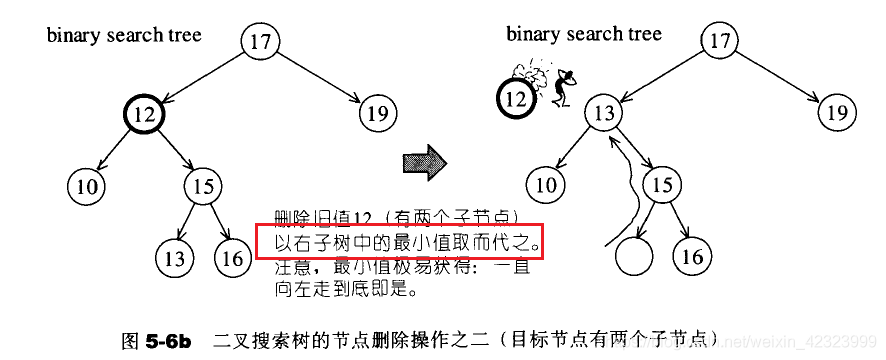 binary search tree
17
12
19
10
15
13
16
binary search tree
12
17
13
19
10
15
16
删除旧值12（有两个子节点）
以右子树中的最小值取而代之。
注意，最小值极易获得：一直
向左走到底即是。
图 5-6b 二叉搜索树的节点删除操作之二（目标节点有两个子节点）
weixin_42323999